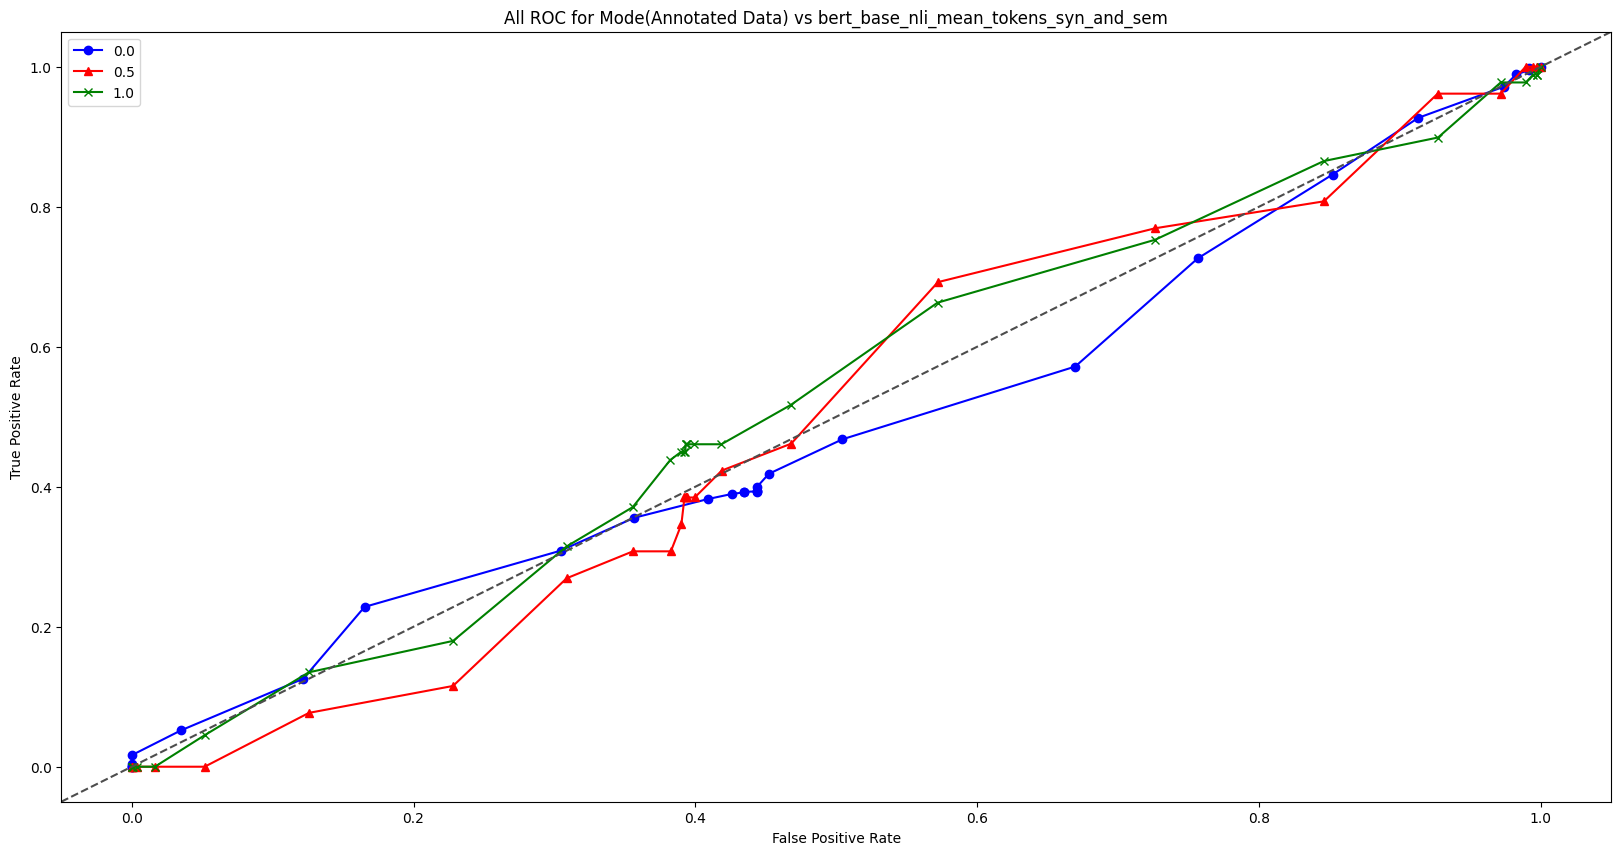 All ROC for Mode(Annotated Data) vs bert_base_nli_mean_tokens_syn_and_sem
0.0
0.5
1.0
True Positive Rate
1.0
0.8
0.6
0.4
0.2
0.0
0.0 0.2 0.4 0.6 0.8 1.0
False Positive Rate